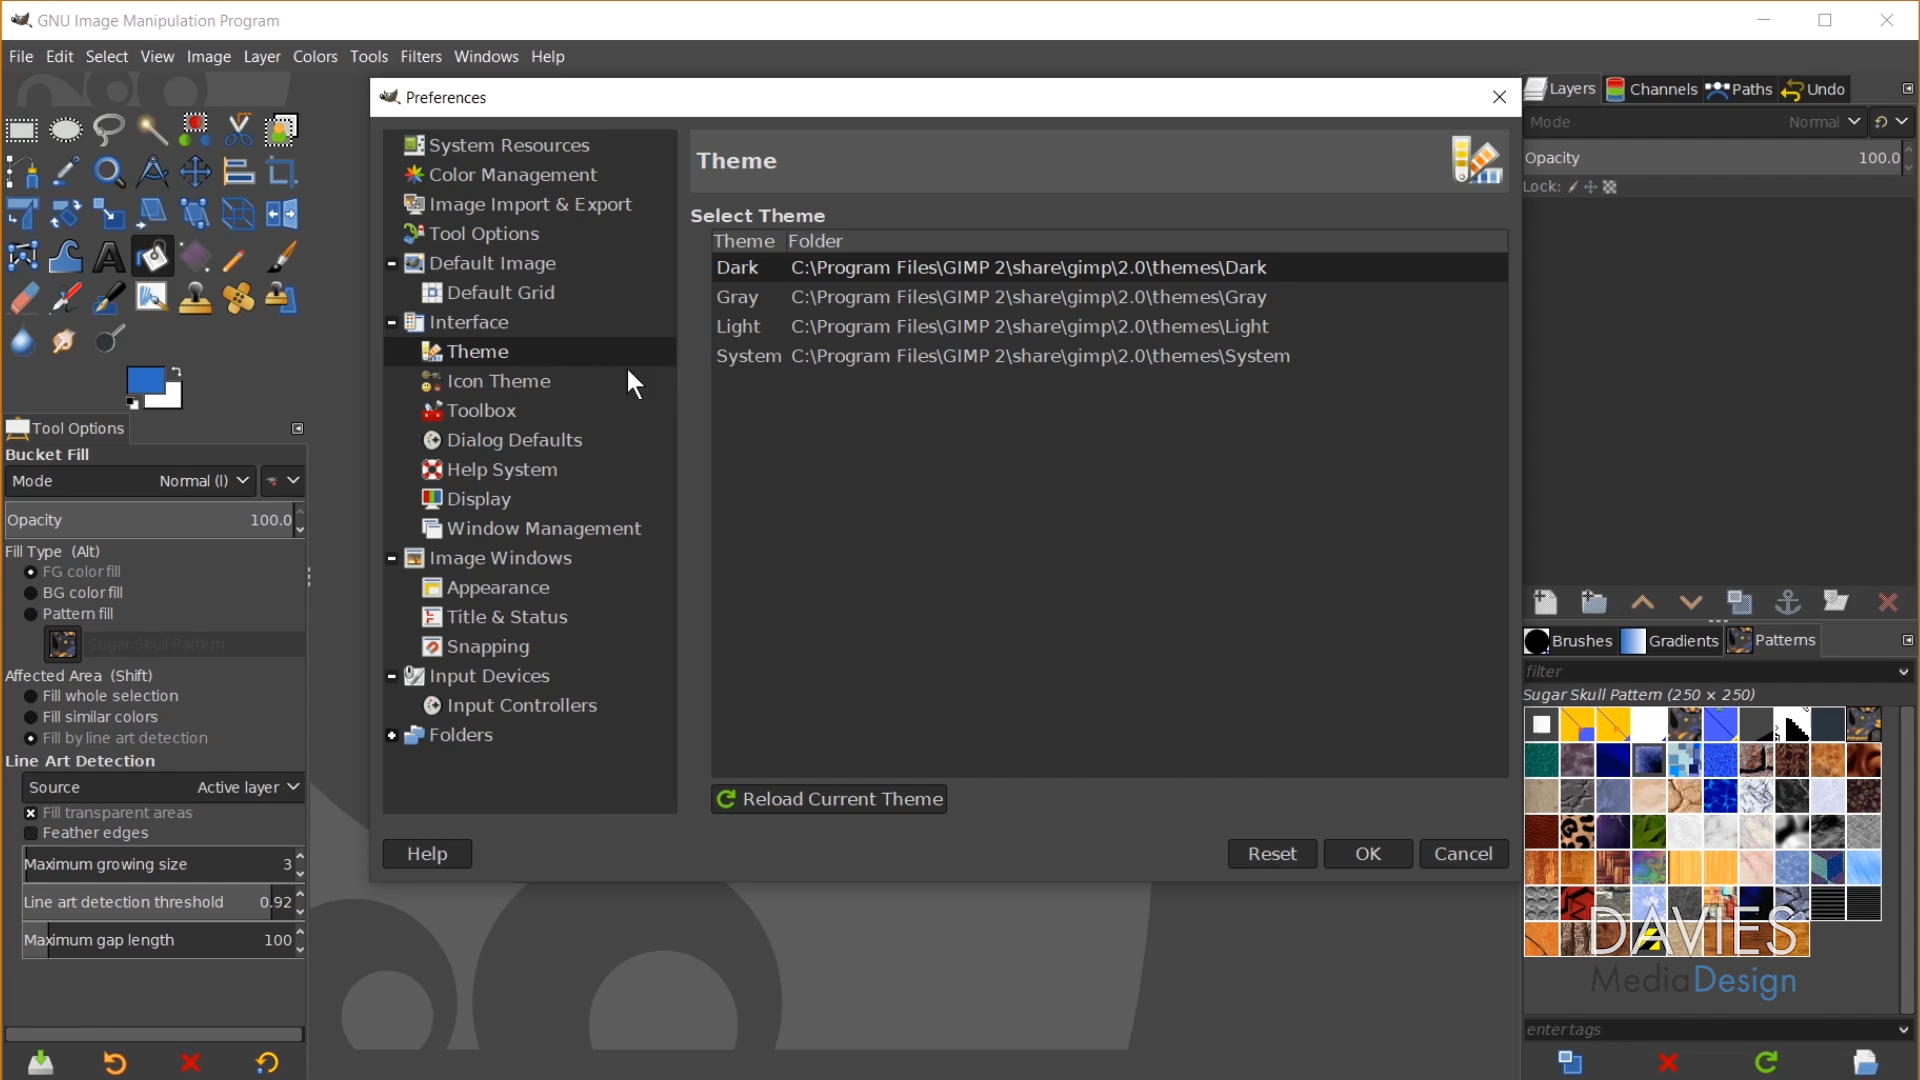 GNU Image Manipulation Program
File Edit Select View Image Layer Colors Tools Filters Windows Help
Tool Options
Bucket Fill
Mode Normal (l)
Opacity 100.0
Fill Type (Alt)
FG color fill
BG color fill
Pattern fill
Sugar Skull Pattern
Affected Area (Shift)
Fill whole selection
Fill similar colors
Fill by line art detection
Line Art Detection
Source Active layer
Fill transparent areas
Feather edges
Maximum growing size 3
Line art detection threshold 0.92
Maximum gap length 100
Preferences
System Resources
Color Management
Image Import & Export
Tool Options
Default Image
Default Grid
Interface
Theme
Icon Theme
Toolbox
Dialog Defaults
Help System
Display
Window Management
Image Windows
Appearance
Title & Status
Snapping
Input Devices
Input Controllers
Folders
Theme
Select Theme
Theme Folder
Dark C:\Program Files\GIMP 2\share\gimp\2.0\themes\Dark
Gray C:\Program Files\GIMP 2\share\gimp\2.0\themes\Gray
Light C:\Program Files\GIMP 2\share\gimp\2.0\themes\Light
System C:\Program Files\GIMP 2\share\gimp\2.0\themes\System
Reload Current Theme
Help Reset OK Cancel
Layers Channels Paths Undo
Mode Normal
Opacity 100.0
Lock:
Brushes Gradients Patterns
filter
Sugar Skull Pattern (250 × 250)
DAVIES
MediaDesign
enter tags